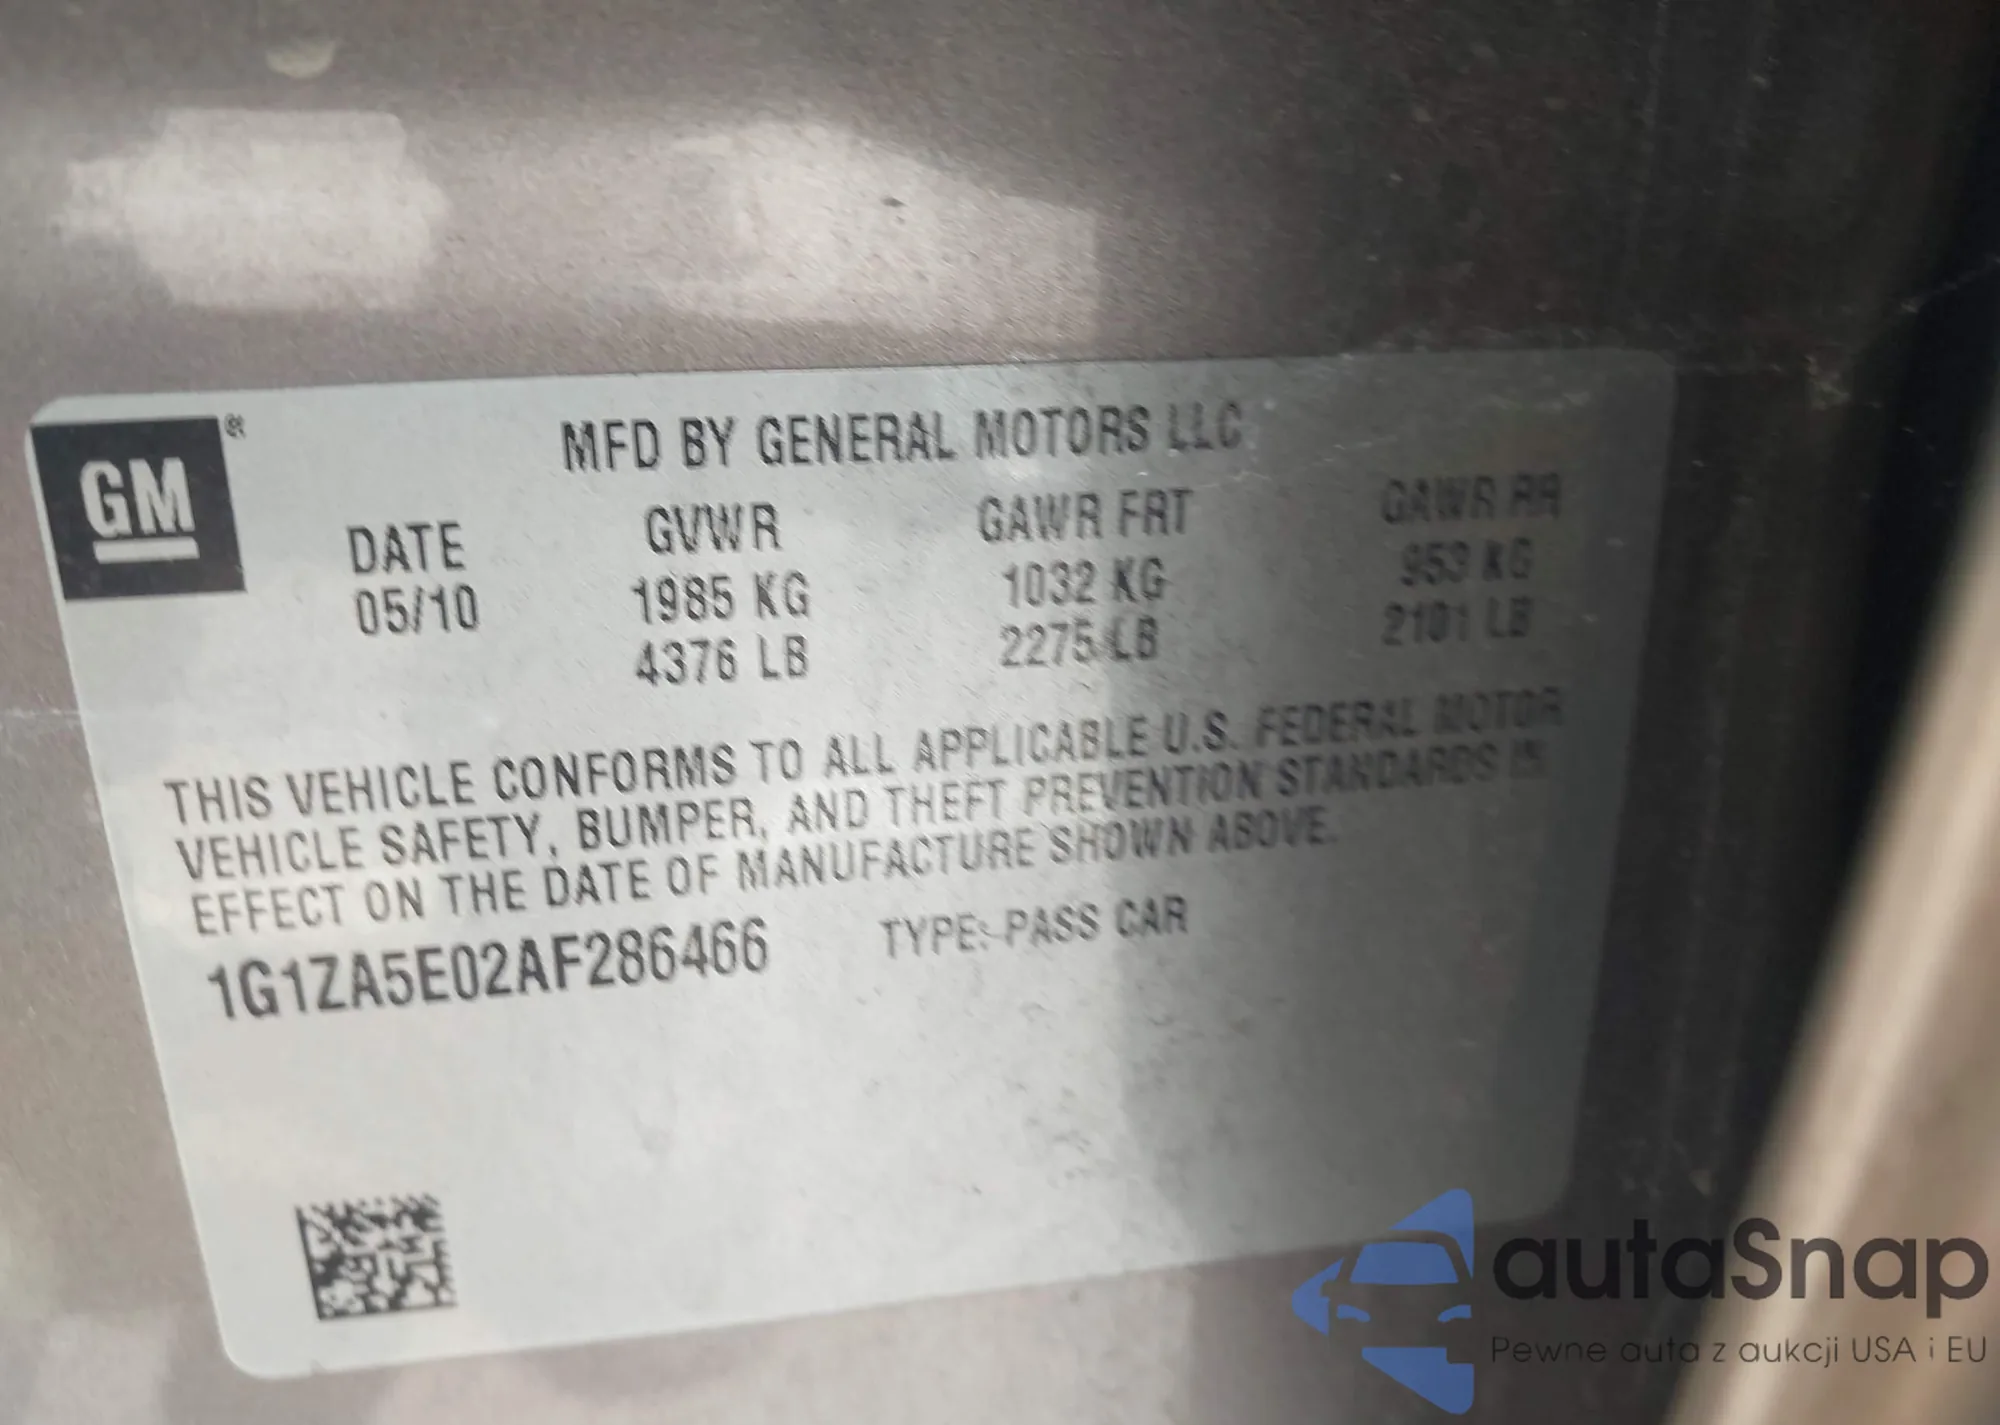 GM ®
MFD BY GENERAL MOTORS LLC
DATE GVWR GAWR FRT GAWR RR
05/10 1985 KG 1032 KG 953 KG
4376 LB 2275 LB 2101 LB
THIS VEHICLE CONFORMS TO ALL APPLICABLE U.S. FEDERAL MOTOR
VEHICLE SAFETY, BUMPER, AND THEFT PREVENTION STANDARDS IN
EFFECT ON THE DATE OF MANUFACTURE SHOWN ABOVE.
1G1ZA5E02AF286466 TYPE: PASS CAR
autaSnap
Pewne auta z aukcji USA i EU